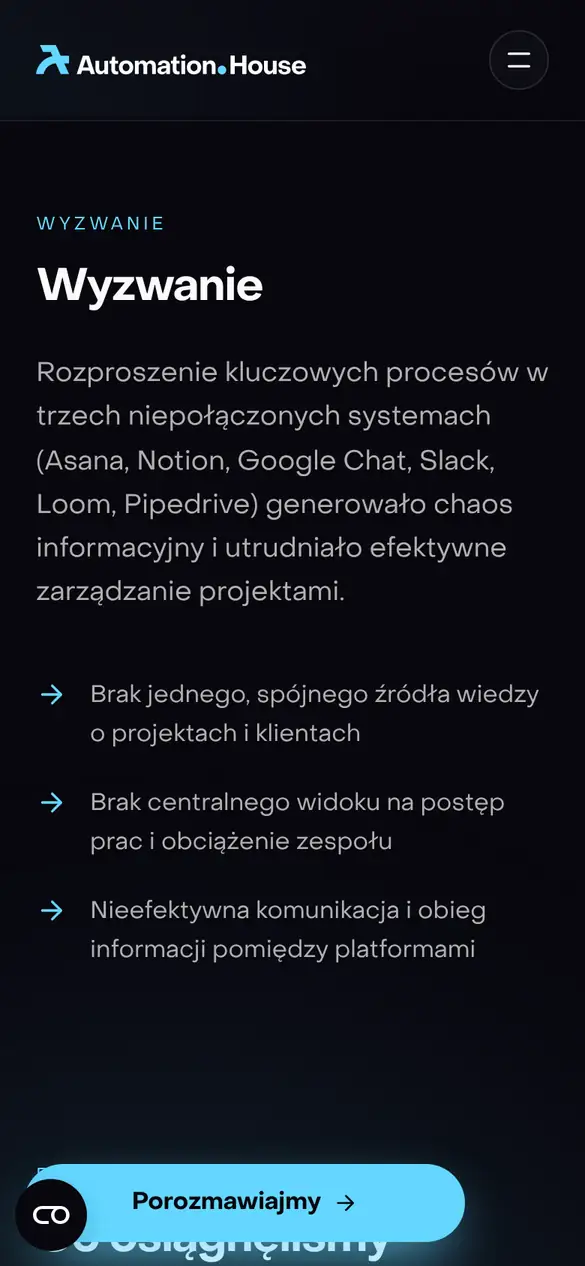 Automation.House
WYZWANIE
Wyzwanie
Rozproszenie kluczowych procesów w
trzech niepołączonych systemach
(Asana, Notion, Google Chat, Slack,
Loom, Pipedrive) generowało chaos
informacyjny i utrudniało efektywne
zarządzanie projektami.
Brak jednego, spójnego źródła wiedzy
o projektach i klientach
Brak centralnego widoku na postęp
prac i obciążenie zespołu
Nieefektywna komunikacja i obieg
informacji pomiędzy platformami
Porozmawiajmy
osiągnęliśmy